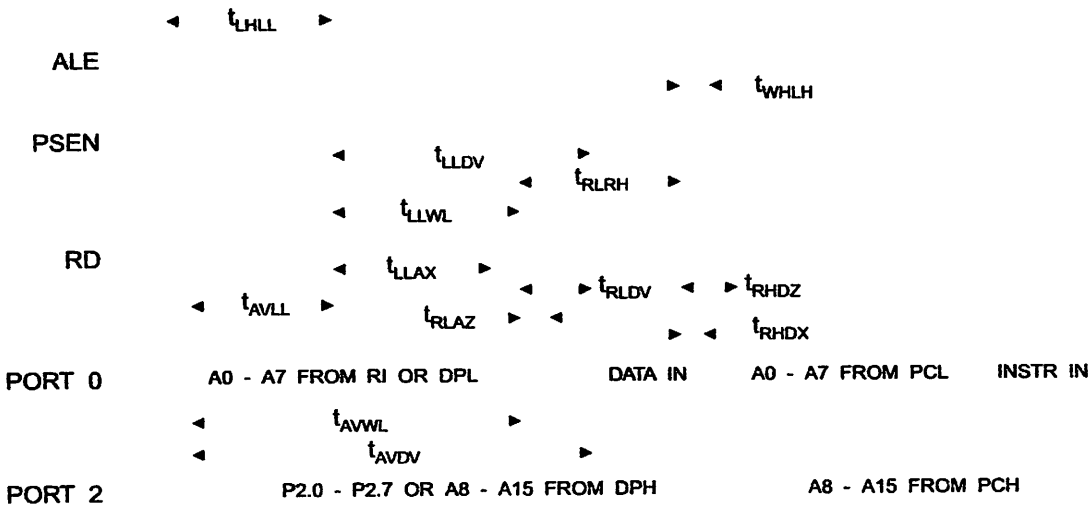 tLHLL
ALE
tWHLH
PSEN
tLLDV
tRLRH
tLLWL
RD
tLLAX
tRLDV
tRHDZ
tAVLL
tRLAZ
tRHDX
PORT 0
A0 - A7 FROM RI OR DPL
DATA IN
A0 - A7 FROM PCL
INSTR IN
tAVWL
tAVDV
PORT 2
P2.0 - P2.7 OR A8 - A15 FROM DPH
A8 - A15 FROM PCH